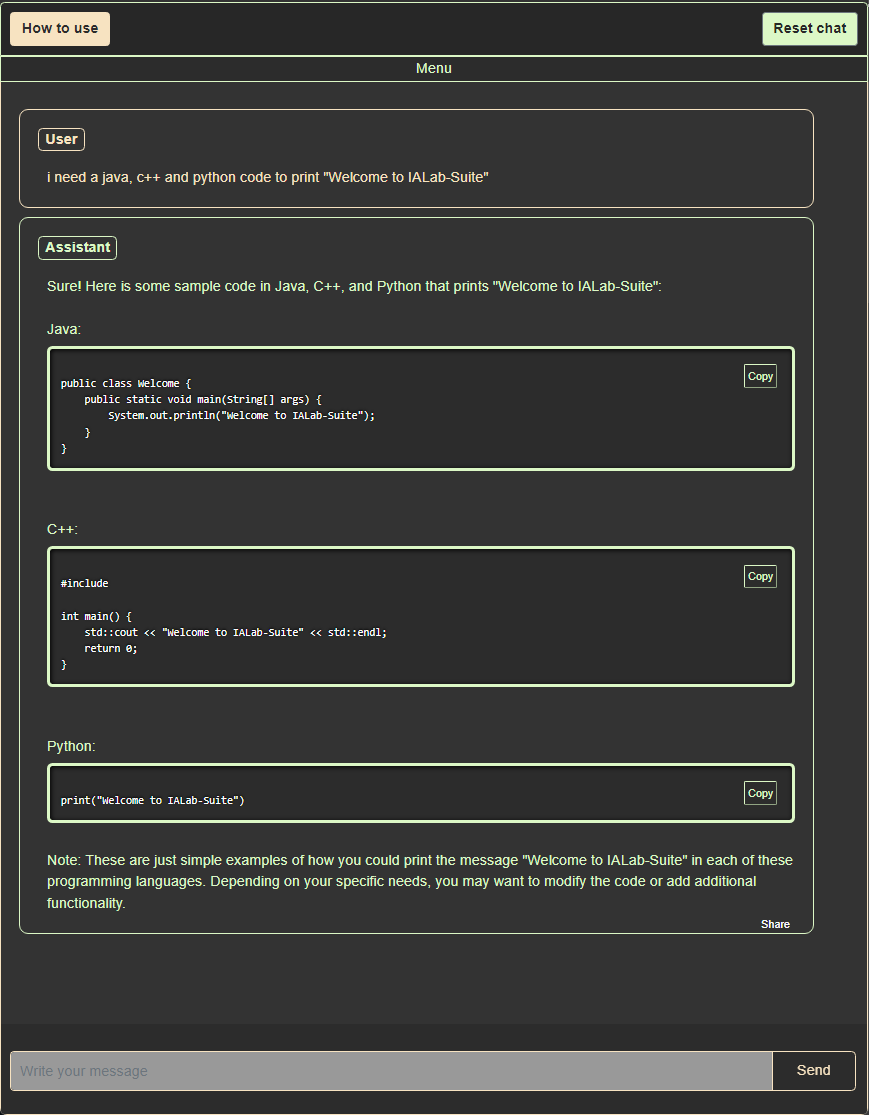 How to use
Reset chat
Menu
User
i need a java, c++ and python code to print "Welcome to IALab-Suite"
Assistant
Sure! Here is some sample code in Java, C++, and Python that prints "Welcome to IALab-Suite":
Java:
Copy
public class Welcome {
    public static void main(String[] args) {
        System.out.println("Welcome to IALab-Suite");
    }
}
C++:
Copy
#include

int main() {
    std::cout << "Welcome to IALab-Suite" << std::endl;
    return 0;
}
Python:
Copy
print("Welcome to IALab-Suite")
Note: These are just simple examples of how you could print the message "Welcome to IALab-Suite" in each of these
programming languages. Depending on your specific needs, you may want to modify the code or add additional
functionality.
Share
Write your message
Send